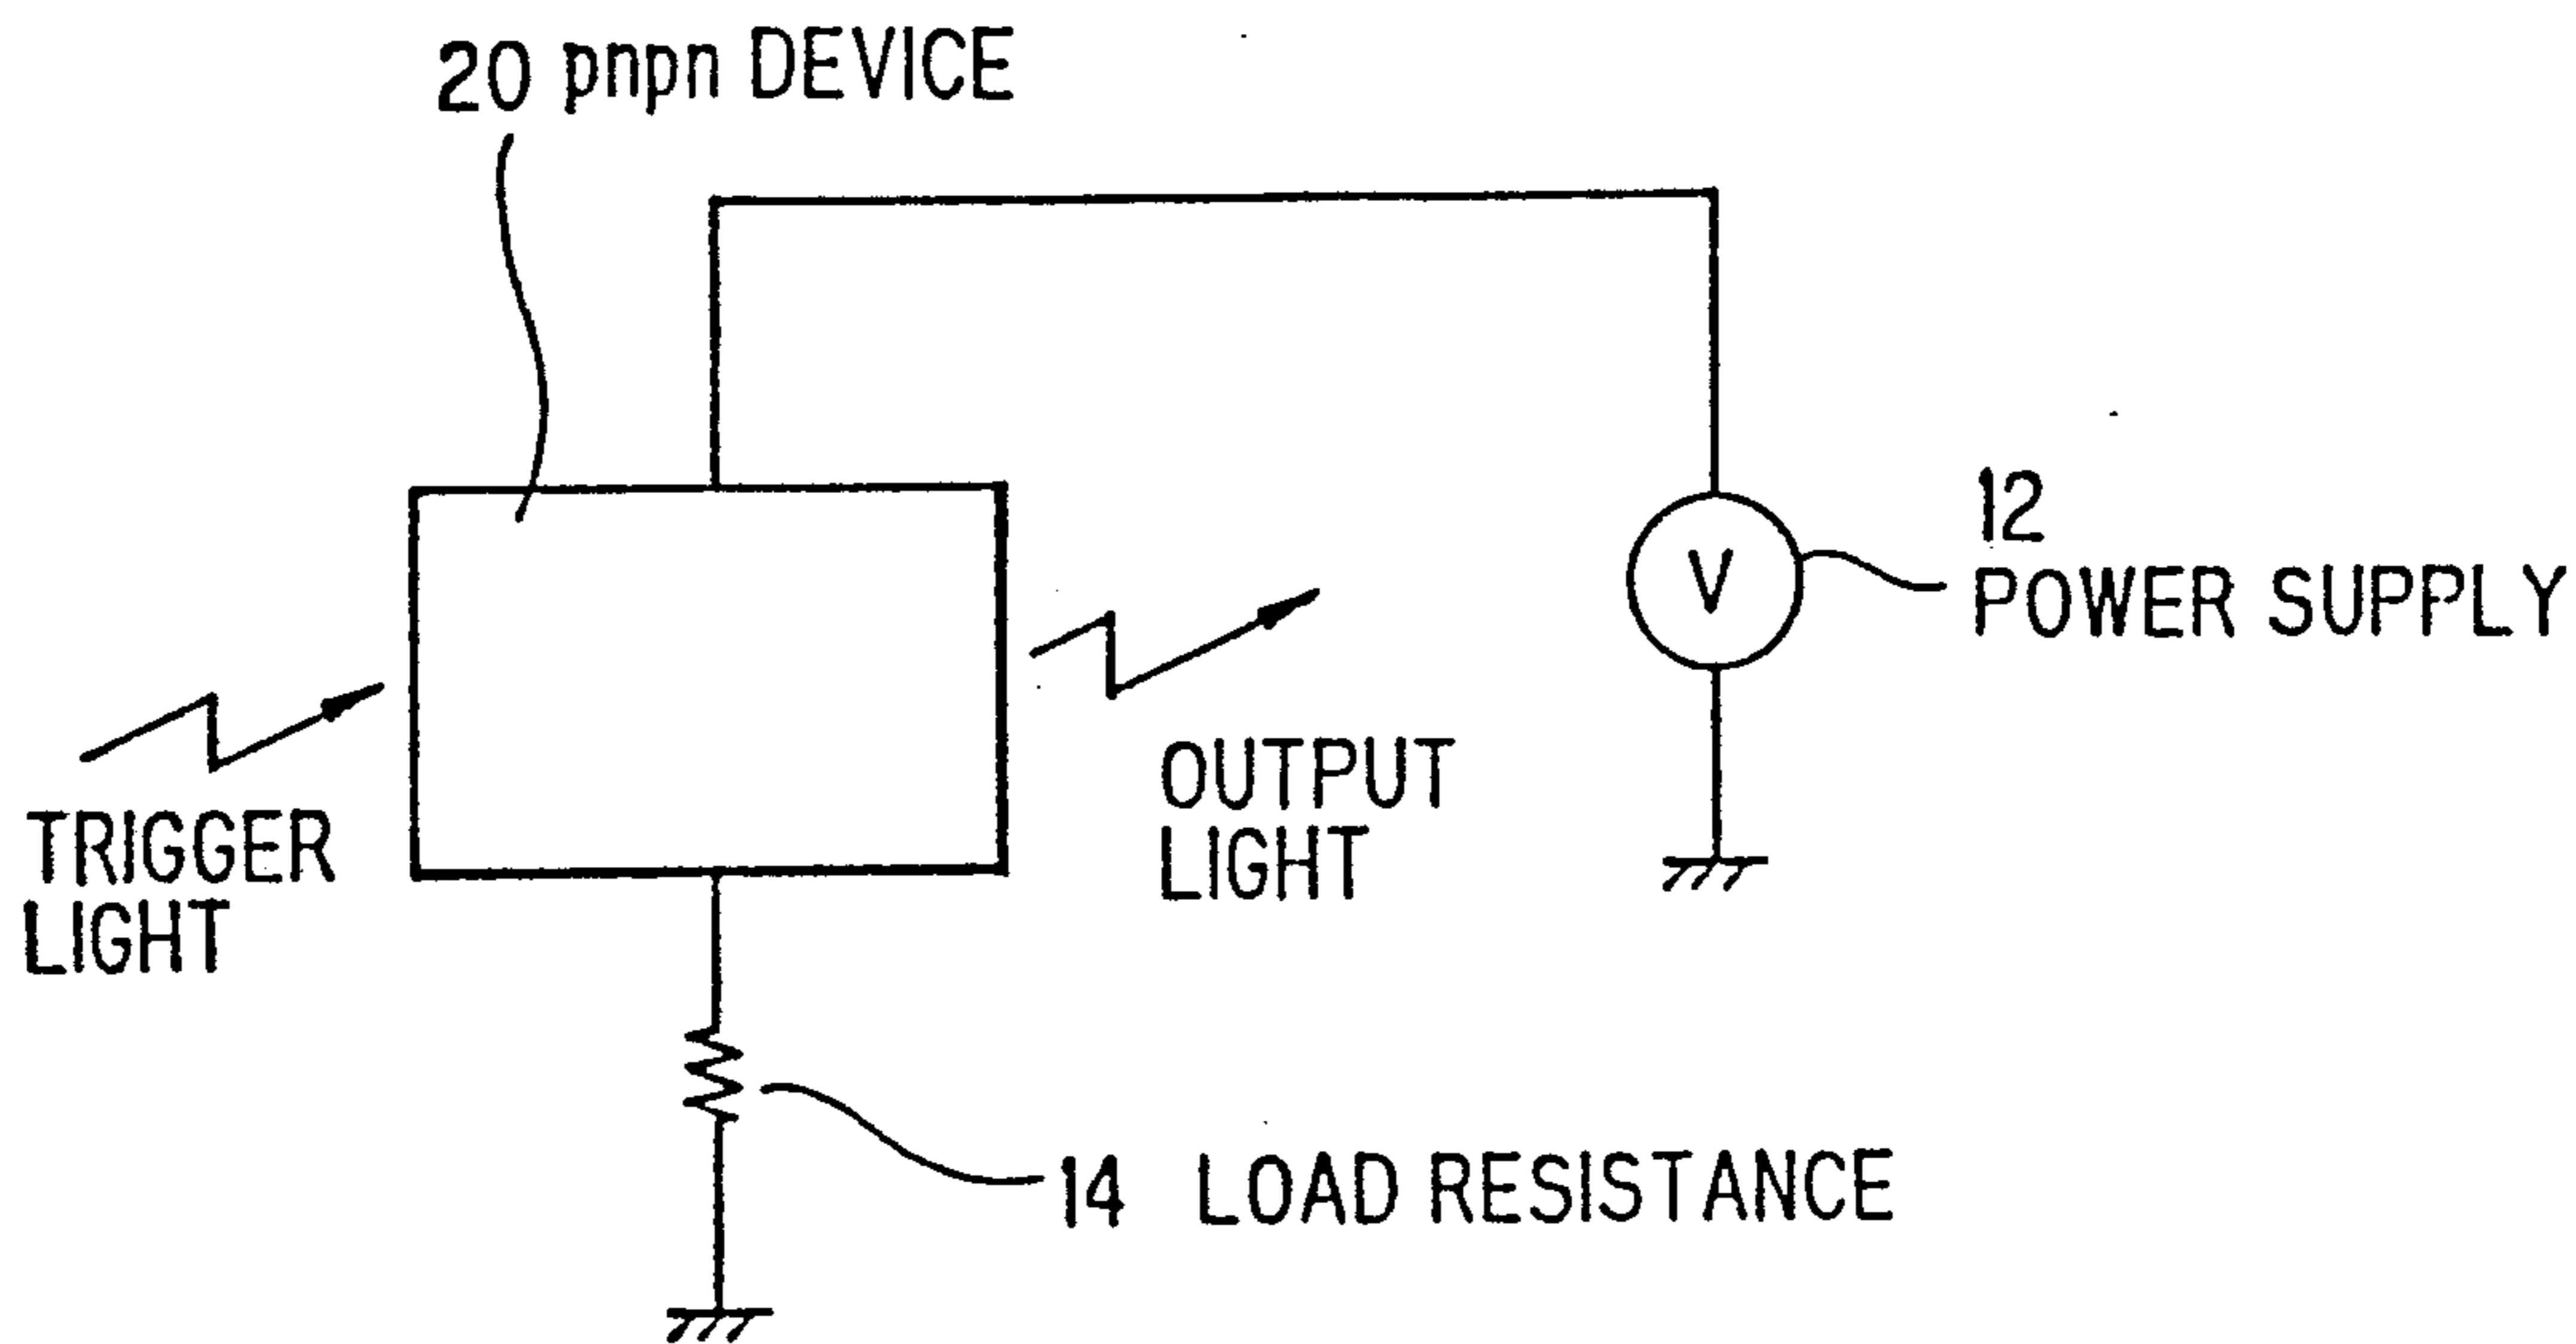 20 pnpn DEVICE
12
POWER SUPPLY
V
OUTPUT
LIGHT
TRIGGER
LIGHT
14 LOAD RESISTANCE